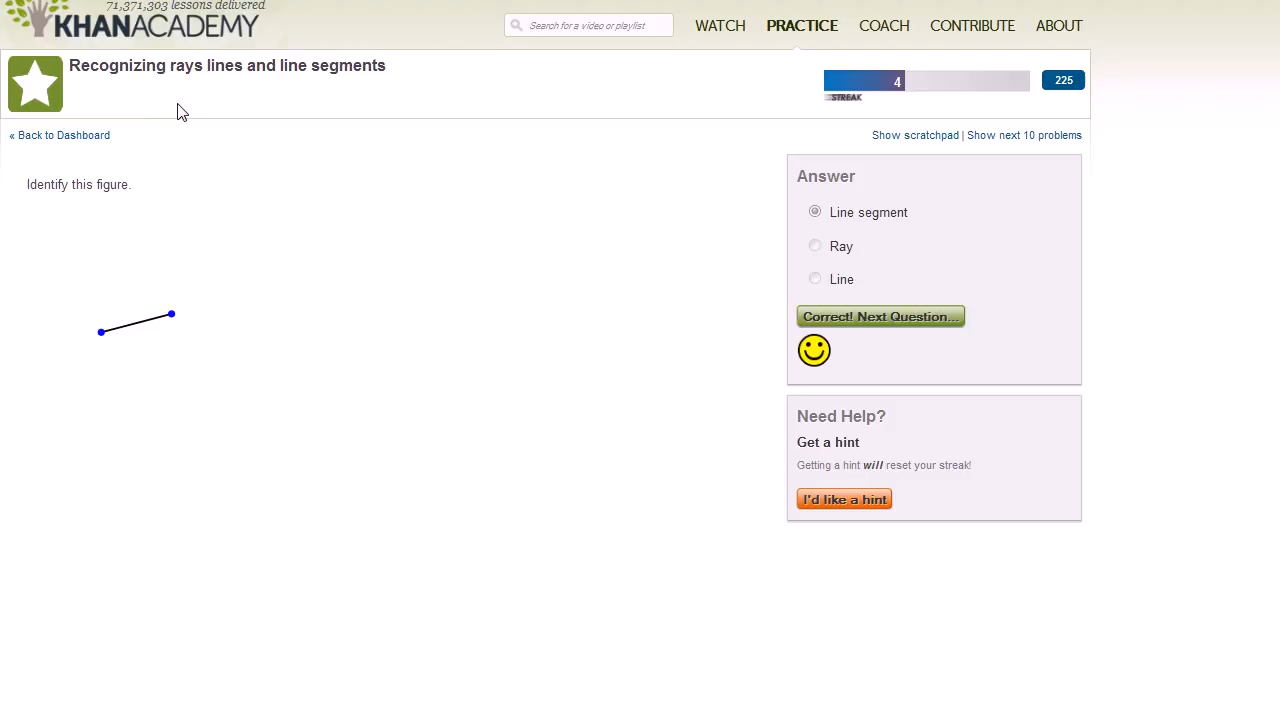 71,371,303 lessons delivered
KHANACADEMY
Search for a video or playlist
WATCH PRACTICE COACH CONTRIBUTE ABOUT
Recognizing rays lines and line segments
4
225
STREAK
« Back to Dashboard
Show scratchpad | Show next 10 problems
Identify this figure.
Answer
Line segment
Ray
Line
Correct! Next Question...
Need Help?
Get a hint
Getting a hint will reset your streak!
I'd like a hint